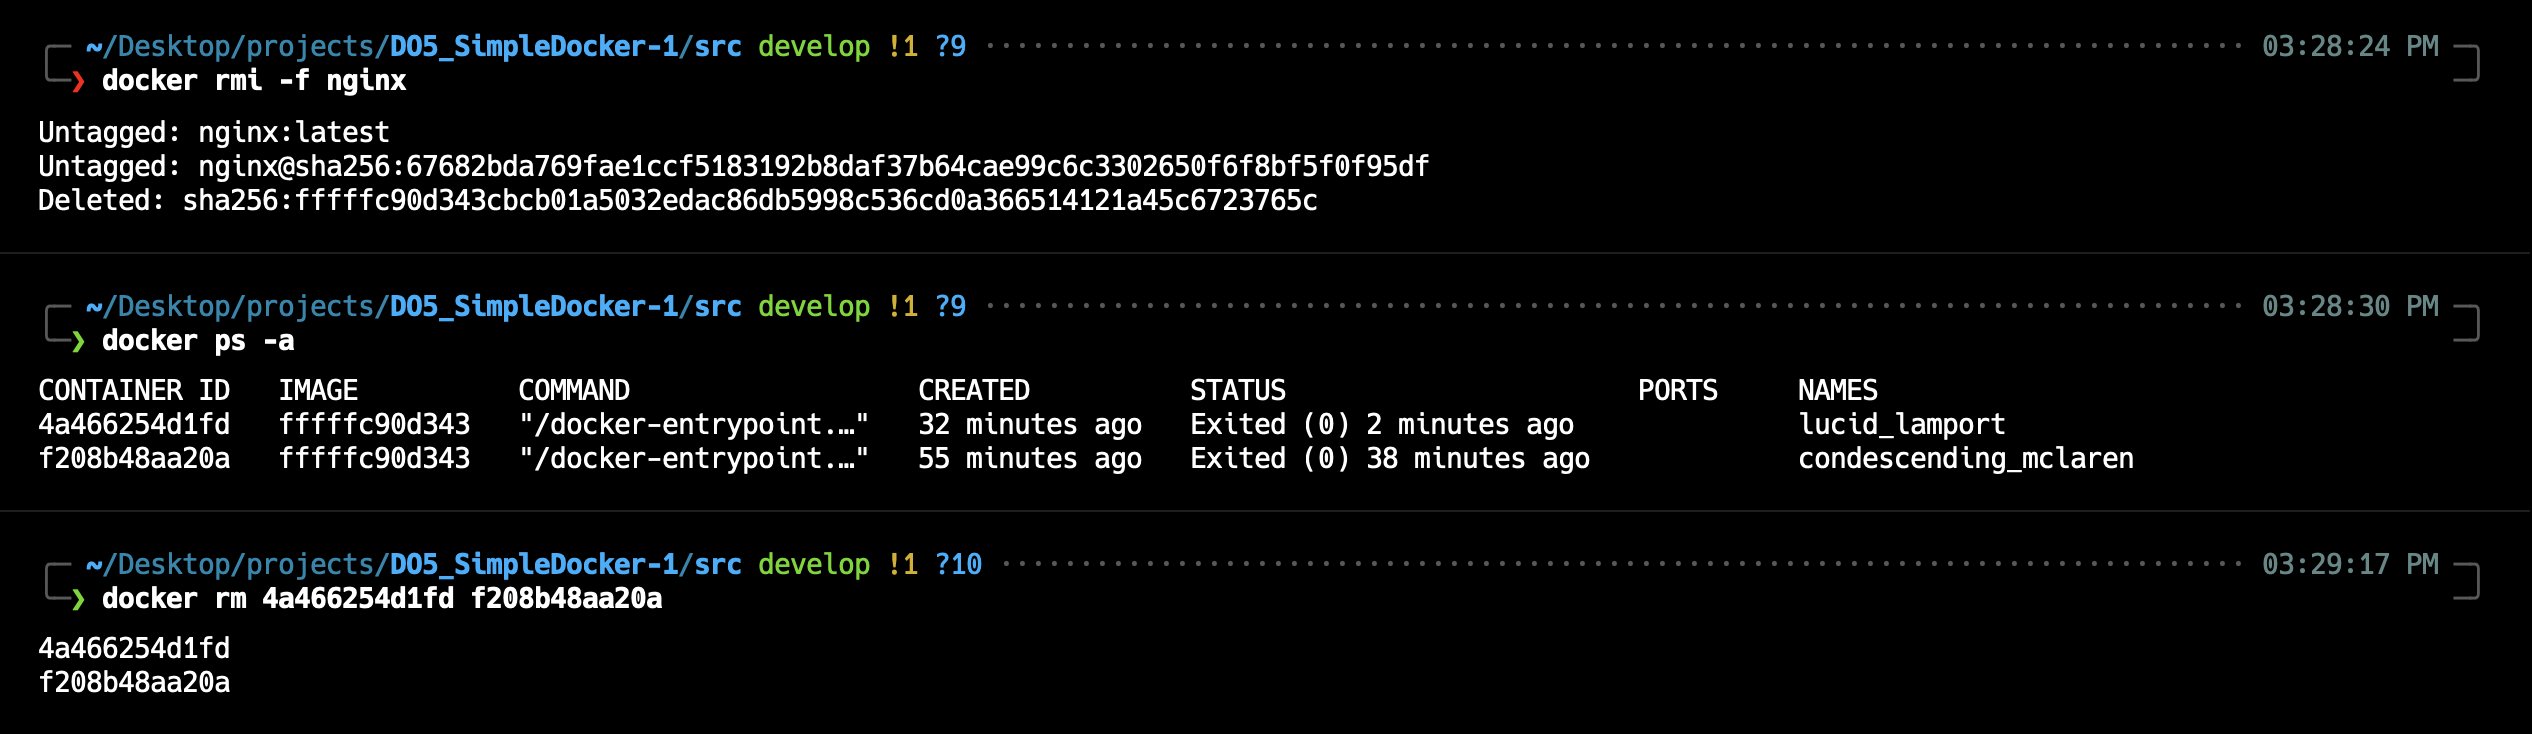 ~/Desktop/projects/DO5_SimpleDocker-1/src develop !1 ?9 03:28:24 PM
❯ docker rmi -f nginx
Untagged: nginx:latest
Untagged: nginx@sha256:67682bda769fae1ccf5183192b8daf37b64cae99c6c3302650f6f8bf5f0f95df
Deleted: sha256:fffffc90d343cbcb01a5032edac86db5998c536cd0a366514121a45c6723765c
~/Desktop/projects/DO5_SimpleDocker-1/src develop !1 ?9 03:28:30 PM
❯ docker ps -a
CONTAINER ID IMAGE COMMAND CREATED STATUS PORTS NAMES
4a466254d1fd fffffc90d343 "/docker-entrypoint.…" 32 minutes ago Exited (0) 2 minutes ago lucid_lamport
f208b48aa20a fffffc90d343 "/docker-entrypoint.…" 55 minutes ago Exited (0) 38 minutes ago condescending_mclaren
~/Desktop/projects/DO5_SimpleDocker-1/src develop !1 ?10 03:29:17 PM
❯ docker rm 4a466254d1fd f208b48aa20a
4a466254d1fd
f208b48aa20a